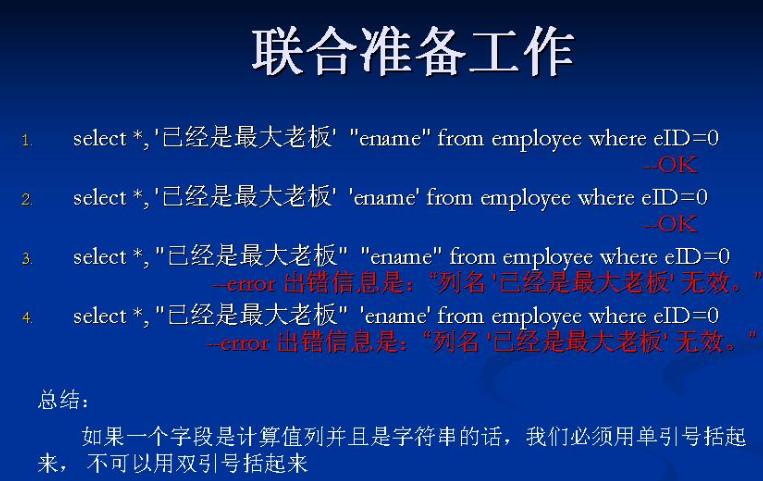 联合准备工作
1. select *, '已经是最大老板' "ename" from employee where eID=0
--OK
2. select *, '已经是最大老板' 'ename' from employee where eID=0
--OK
3. select *, "已经是最大老板" "ename" from employee where eID=0
--error 出错信息是：“列名 '已经是最大老板' 无效。”
4. select *, "已经是最大老板" 'ename' from employee where eID=0
--error 出错信息是：“列名 '已经是最大老板' 无效。”
总结：
如果一个字段是计算值列并且是字符串的话，我们必须用单引号括起
来， 不可以用双引号括起来